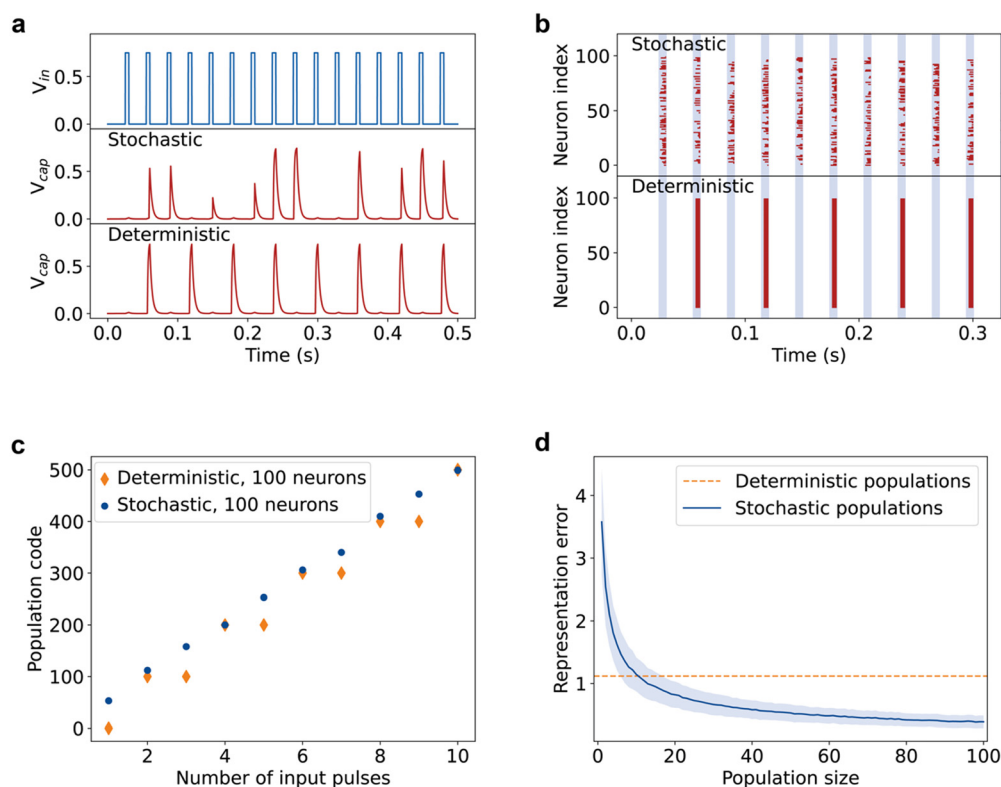 a
V_in
0.5
0.0
Stochastic
V_cap
0.5
0.0
Deterministic
V_cap
0.5
0.0
0.0 0.1 0.2 0.3 0.4 0.5
Time (s)
b
Stochastic
Neuron index
100
50
0
Deterministic
Neuron index
100
50
0
0.0 0.1 0.2 0.3
Time (s)
c
Population code
500
400
300
200
100
0
Deterministic, 100 neurons
Stochastic, 100 neurons
2 4 6 8 10
Number of input pulses
d
Representation error
4
3
2
1
Deterministic populations
Stochastic populations
0 20 40 60 80 100
Population size